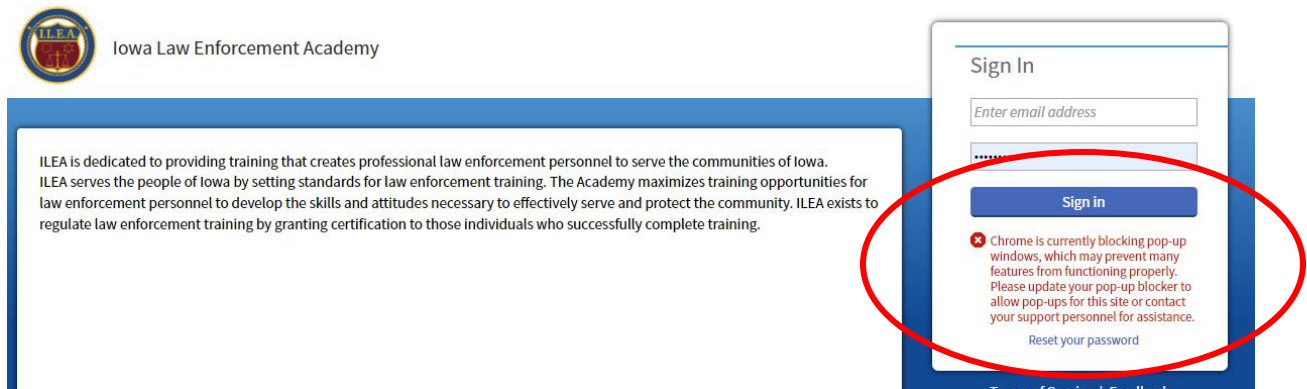 ILEA
Iowa Law Enforcement Academy
Sign In
Enter email address
Sign in
Chrome is currently blocking pop-up
windows, which may prevent many
features from functioning properly.
Please update your pop-up blocker to
allow pop-ups for this site or contact
your support personnel for assistance.
Reset your password
ILEA is dedicated to providing training that creates professional law enforcement personnel to serve the communities of Iowa.
ILEA serves the people of Iowa by setting standards for law enforcement training. The Academy maximizes training opportunities for
law enforcement personnel to develop the skills and attitudes necessary to effectively serve and protect the community. ILEA exists to
regulate law enforcement training by granting certification to those individuals who successfully complete training.